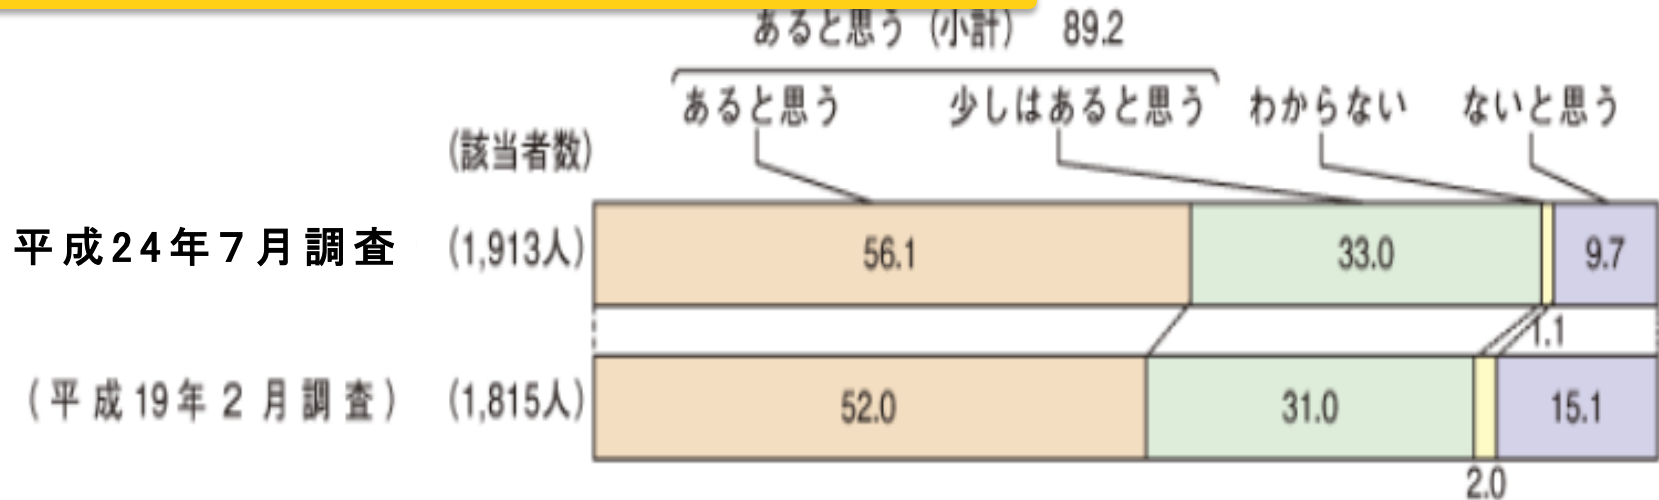 あると思う（小計） 89.2
あると思う 少しはあると思う わからない ないと思う
(該当者数)
平成24年7月調査 (1,913人) 56.1 33.0 9.7
1.1
(平成19年2月調査) (1,815人) 52.0 31.0 15.1
2.0